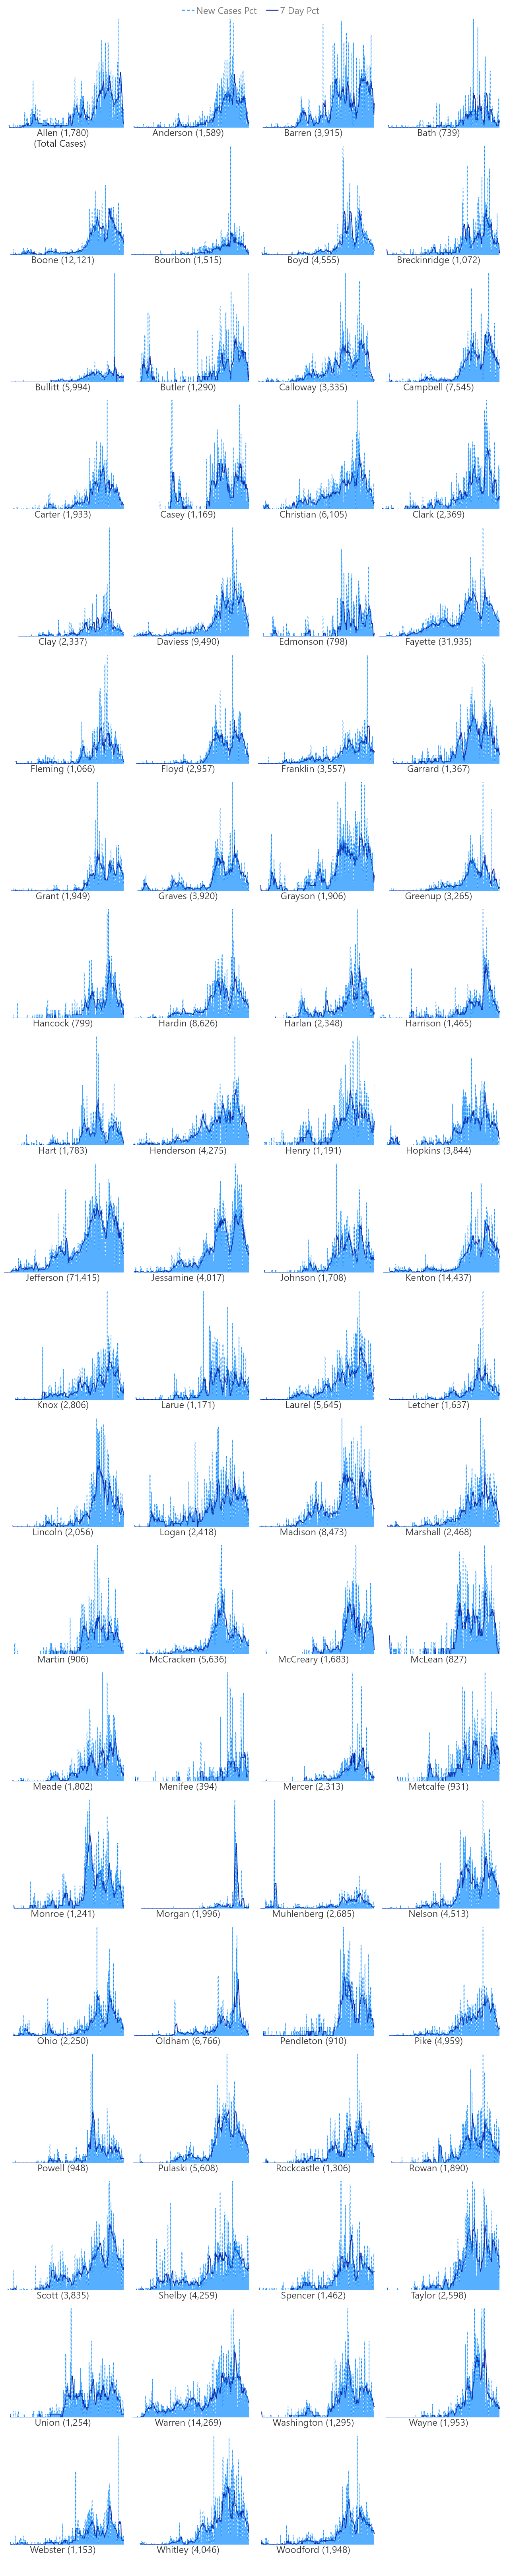 New Cases Pct 7 Day Pct
Allen (1,780) Anderson (1,589) Barren (3,915) Bath (739)
(Total Cases)
Boone (12,121) Bourbon (1,515) Boyd (4,555) Breckinridge (1,072)
Bullitt (5,994) Butler (1,290) Calloway (3,335) Campbell (7,545)
Carter (1,933) Casey (1,169) Christian (6,105) Clark (2,369)
Clay (2,337) Daviess (9,490) Edmonson (798) Fayette (31,935)
Fleming (1,066) Floyd (2,957) Franklin (3,557) Garrard (1,367)
Grant (1,949) Graves (3,920) Grayson (1,906) Greenup (3,265)
Hancock (799) Hardin (8,626) Harlan (2,348) Harrison (1,465)
Hart (1,783) Henderson (4,275) Henry (1,191) Hopkins (3,844)
Jefferson (71,415) Jessamine (4,017) Johnson (1,708) Kenton (14,437)
Knox (2,806) Larue (1,171) Laurel (5,645) Letcher (1,637)
Lincoln (2,056) Logan (2,418) Madison (8,473) Marshall (2,468)
Martin (906) McCracken (5,636) McCreary (1,683) McLean (827)
Meade (1,802) Menifee (394) Mercer (2,313) Metcalfe (931)
Monroe (1,241) Morgan (1,996) Muhlenberg (2,685) Nelson (4,513)
Ohio (2,250) Oldham (6,766) Pendleton (910) Pike (4,959)
Powell (948) Pulaski (5,608) Rockcastle (1,306) Rowan (1,890)
Scott (3,835) Shelby (4,259) Spencer (1,462) Taylor (2,598)
Union (1,254) Warren (14,269) Washington (1,295) Wayne (1,953)
Webster (1,153) Whitley (4,046) Woodford (1,948)